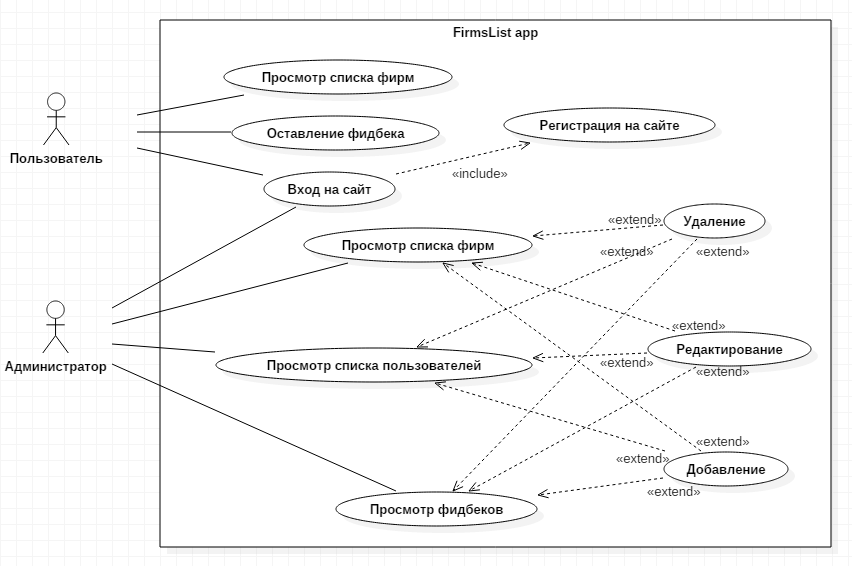 FirmsList app
Просмотр списка фирм
Оставление фидбека
Регистрация на сайте
Пользователь
«include»
Вход на сайт
«extend»
Удаление
Просмотр списка фирм
«extend»
«extend»
«extend»
Редактирование
Администратор
Просмотр списка пользователей
«extend»
«extend»
«extend»
«extend»
Добавление
«extend»
Просмотр фидбеков